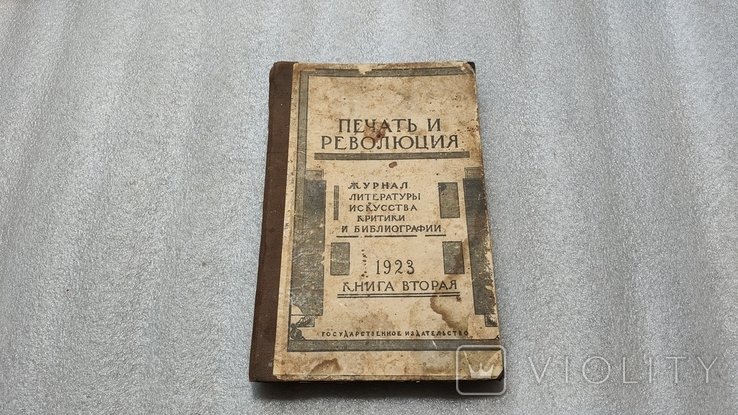 ПЕЧАТЬ И
РЕВОЛЮЦИЯ
ЖУРНАЛ
ЛИТЕРАТУРЫ
ИСКУССТВА
КРИТИКИ
И БИБЛИОГРАФИИ
1923
КНИГА ВТОРАЯ
ГОСУДАРСТВЕННОЕ ИЗДАТЕЛЬСТВО
VIOLITY